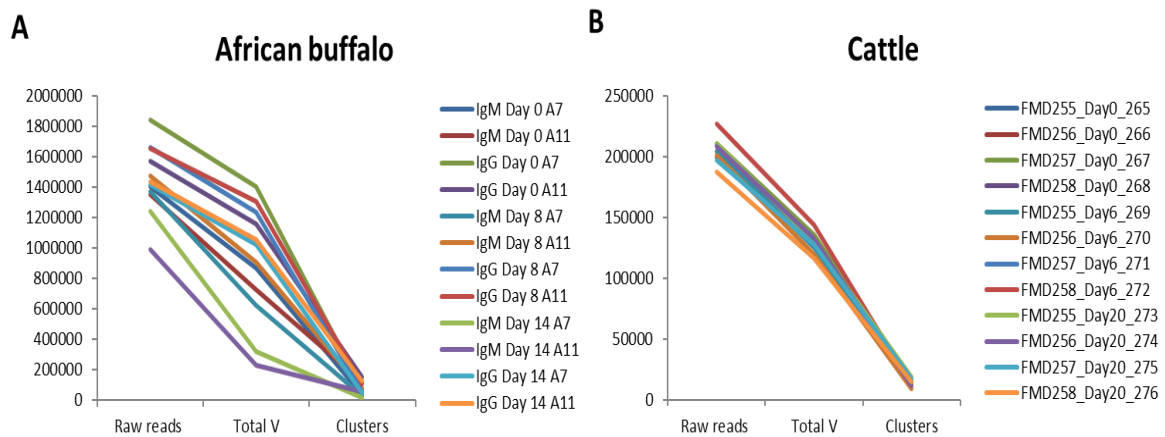 A
African buffalo
2000000
1800000
1600000
1400000
1200000
1000000
800000
600000
400000
200000
0
Raw reads
Total V
Clusters
IgM Day 0 A7
IgM Day 0 A11
IgG Day 0 A7
IgG Day 0 A11
IgM Day 8 A7
IgM Day 8 A11
IgG Day 8 A7
IgG Day 8 A11
IgM Day 14 A7
IgM Day 14 A11
IgG Day 14 A7
IgG Day 14 A11
B
Cattle
250000
200000
150000
100000
50000
0
Raw reads
Total V
Clusters
FMD255_Day0_265
FMD256_Day0_266
FMD257_Day0_267
FMD258_Day0_268
FMD255_Day6_269
FMD256_Day6_270
FMD257_Day6_271
FMD258_Day6_272
FMD255_Day20_273
FMD256_Day20_274
FMD257_Day20_275
FMD258_Day20_276